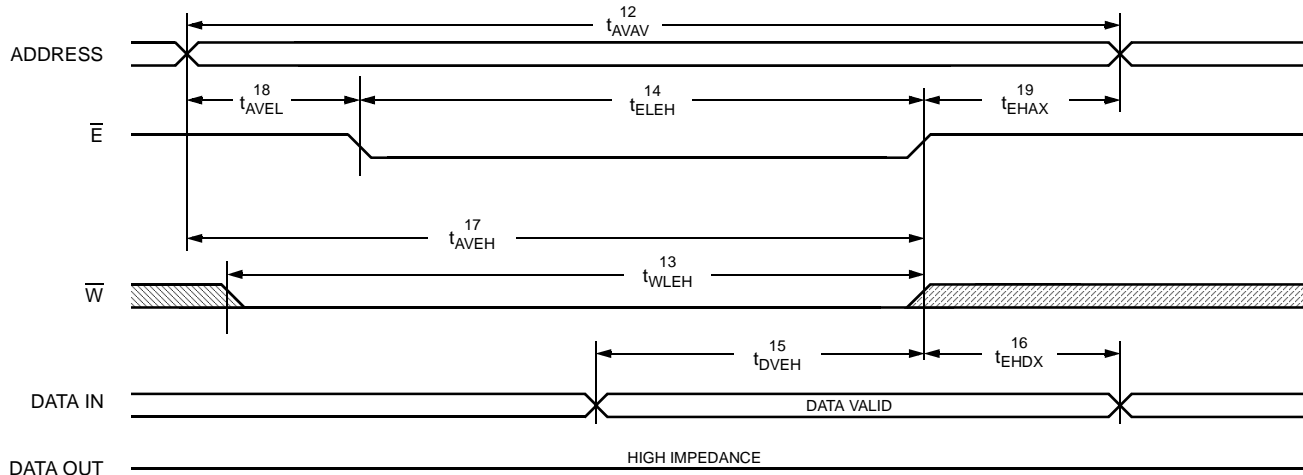 12
tAVAV
ADDRESS
18
tAVEL
14
tELEH
19
tEHAX
E
17
tAVEH
13
tWLEH
W
15
tDVEH
16
tEHDX
DATA IN
DATA VALID
DATA OUT
HIGH IMPEDANCE